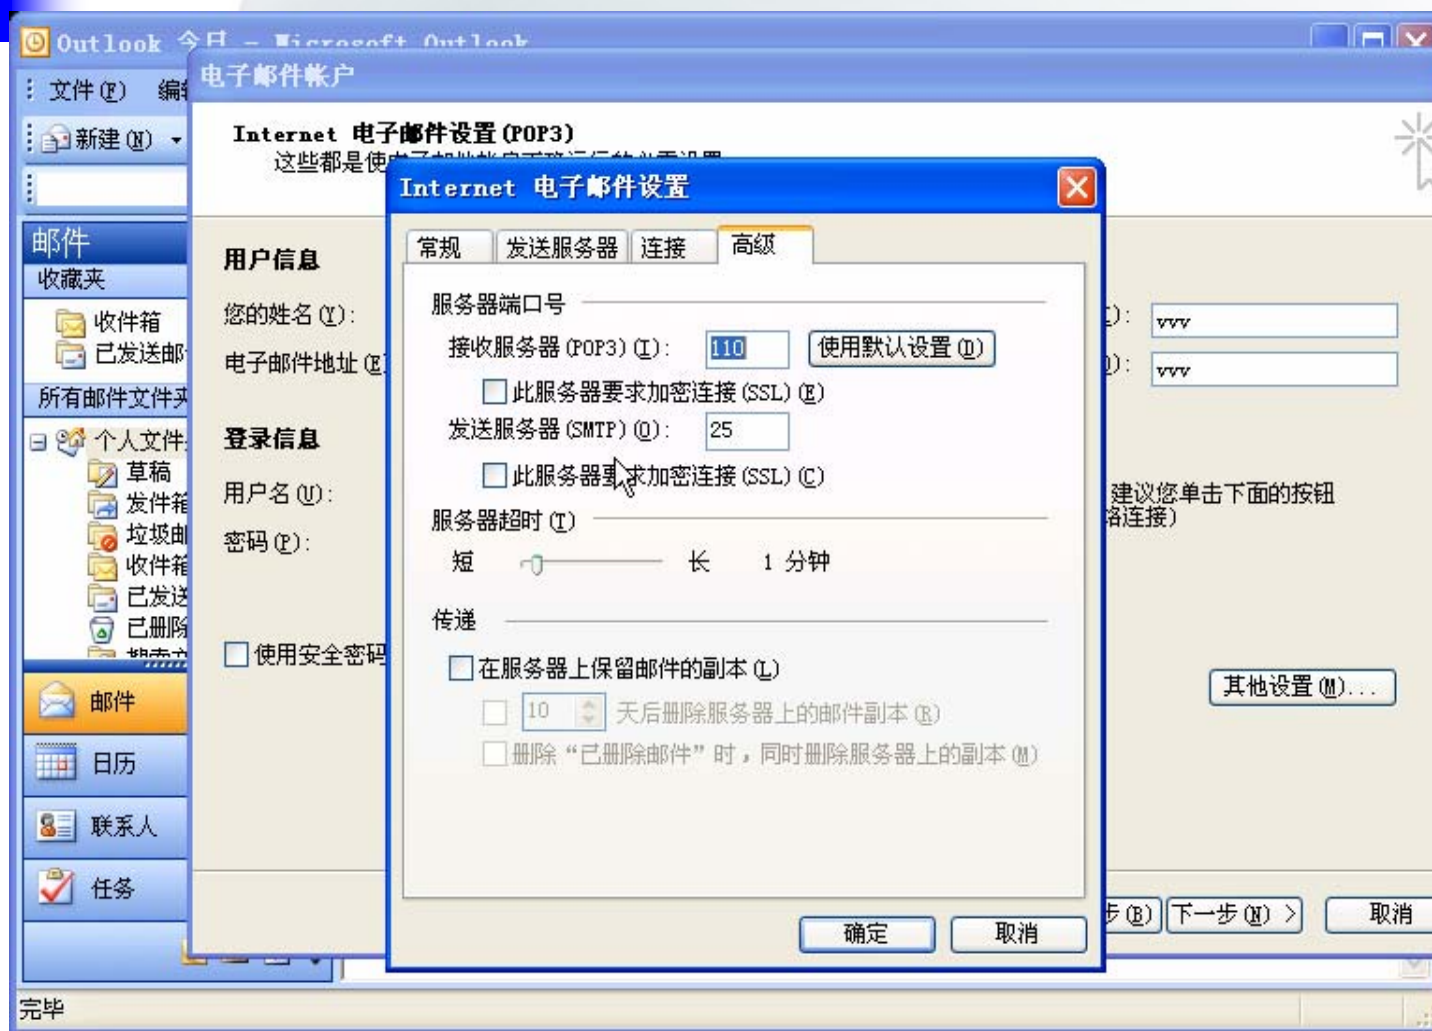 Outlook 今日 - Microsoft Outlook
电子邮件帐户
文件(F)
新建(N)
Internet 电子邮件设置(POP3)
Internet 电子邮件设置
邮件
收藏夹
收件箱
已发送邮
所有邮件文件夹
个人文件
草稿
发件箱
垃圾邮
收件箱
已发送
已删除
邮件
日历
联系人
任务
用户信息
您的姓名(Y):
电子邮件地址(E
登录信息
用户名(U):
密码(P):
使用安全密码
常规 发送服务器 连接 高级
服务器端口号
接收服务器(POP3)(I): 110 使用默认设置(D)
此服务器要求加密连接(SSL)(E)
发送服务器(SMTP)(O): 25
此服务器要求加密连接(SSL)(C)
服务器超时(T)
短 长 1 分钟
传递
在服务器上保留邮件的副本(L)
10 天后删除服务器上的邮件副本(R)
删除“已删除邮件”时，同时删除服务器上的副本(M)
确定 取消
vvv
vvv
建议您单击下面的按钮
络连接)
其他设置(M)...
步(B) 下一步(N) > 取消
完毕